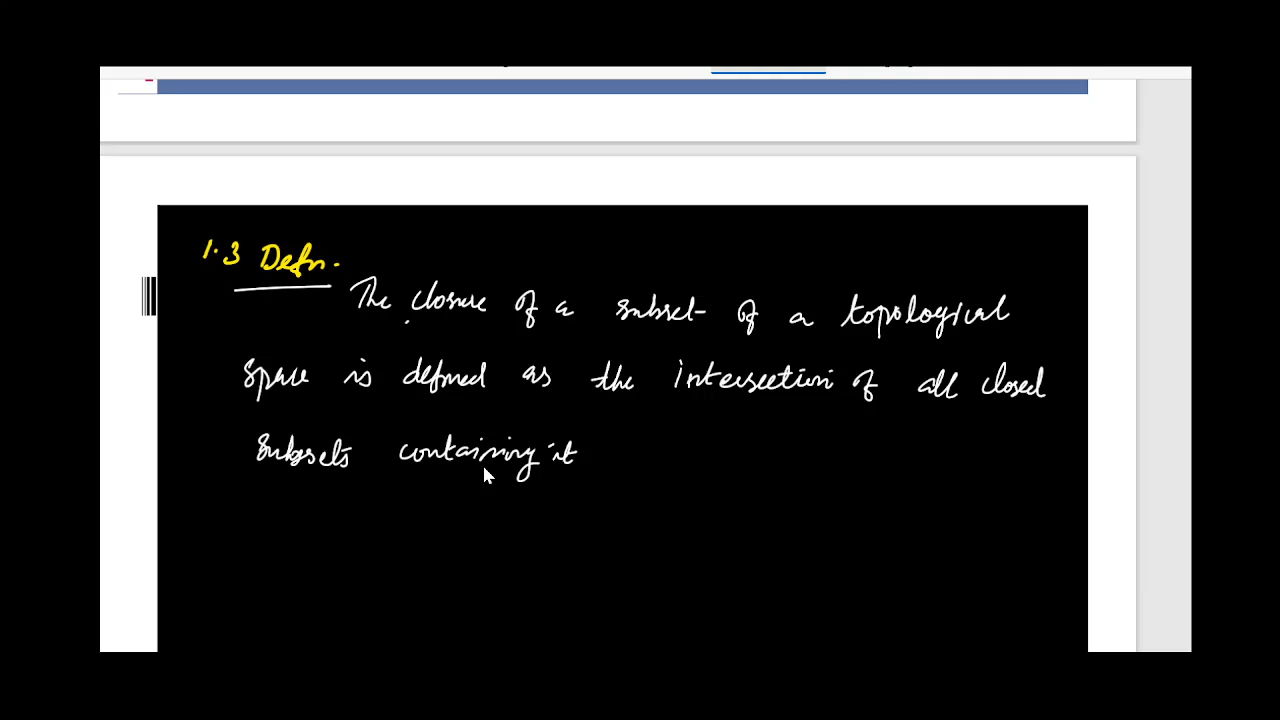 1.3 Defn.
The closure of a subset of a topological
space is defined as the intersection of all closed
subsets containing it